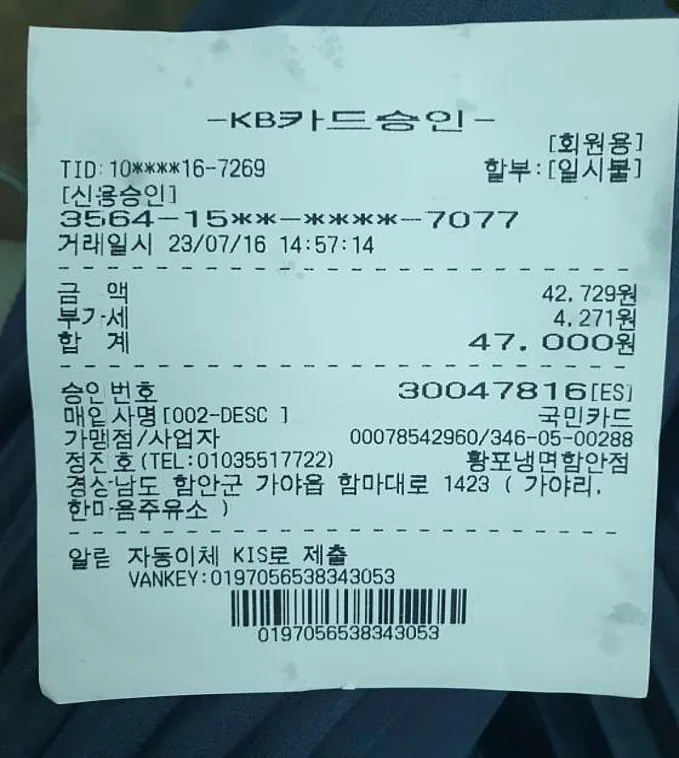 -KB카드승인-
[회원용]
TID:10****16-7269 할부:[일시불]
[신용승인]
3564-15**-****-7077
거래일시 23/07/16 14:57:14
금 액 42,729원
부가세 4,271원
합 계 47,000원
승인번호 30047816[ES]
매입사명[002-DESC ] 국민카드
가맹점/사업자 00078542960/346-05-00288
정진호(TEL:01035517722) 황포냉면함안점
경상남도 함안군 가야읍 함마대로 1423 ( 가야리,
한마음주유소 )
알림 자동이체 KIS로 제출
VANKEY:0197056538343053
0197056538343053